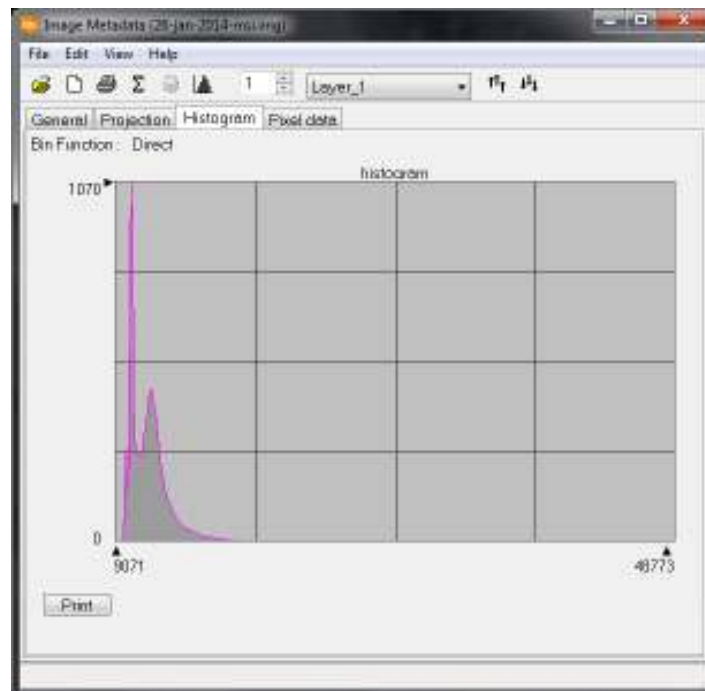 Image Metadata (28-jan-2014-msi.img)
File Edit View Help
1 Layer_1
General Projection Histogram Pixel data
Bin Function : Direct
histogram
1070
0
9071
48773
Print